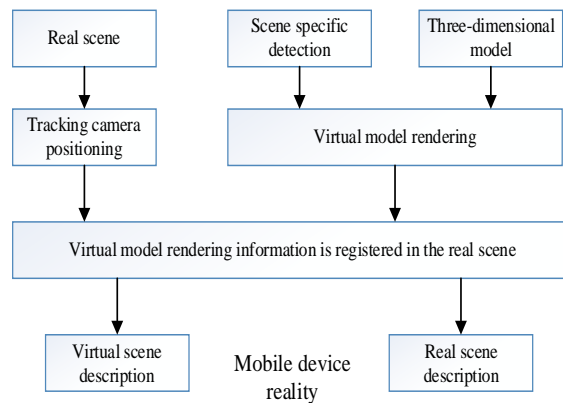 Real scene
Scene specific
detection
Three-dimensional
model
Tracking camera
positioning
Virtual model rendering
Virtual model rendering information is registered in the real scene
Virtual scene
description
Mobile device
reality
Real scene
description